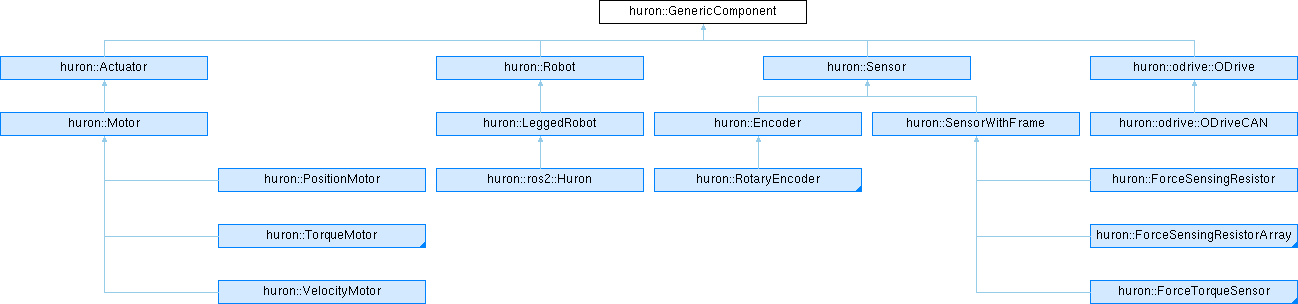 huron::GenericComponent
huron::Actuator
huron::Robot
huron::Sensor
huron::odrive::ODrive
huron::Motor
huron::LeggedRobot
huron::Encoder
huron::SensorWithFrame
huron::odrive::ODriveCAN
huron::PositionMotor
huron::ros2::Huron
huron::RotaryEncoder
huron::ForceSensingResistor
huron::TorqueMotor
huron::ForceSensingResistorArray
huron::VelocityMotor
huron::ForceTorqueSensor